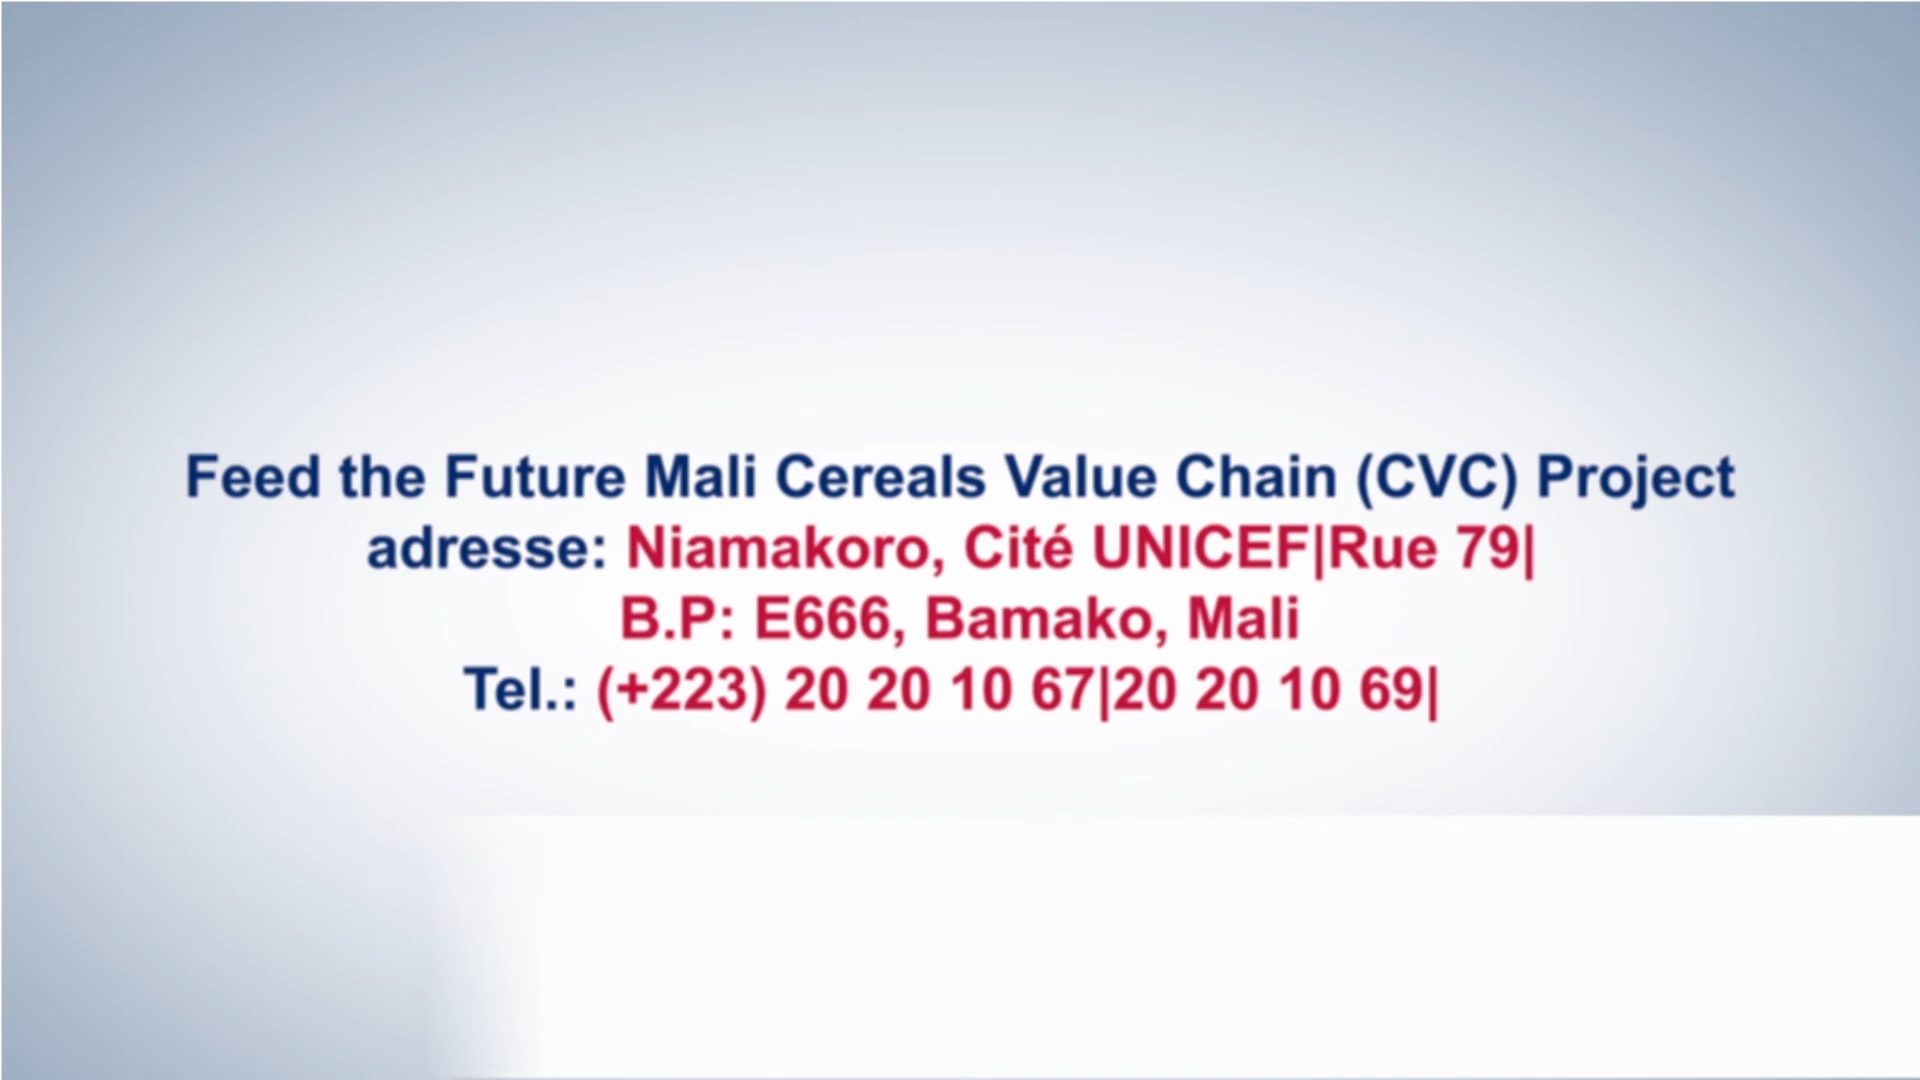 Feed the Future Mali Cereals Value Chain (CVC) Project
adresse: Niamakoro, Cité UNICEF|Rue 79|
B.P: E666, Bamako, Mali
Tel.: (+223) 20 20 10 67|20 20 10 69|